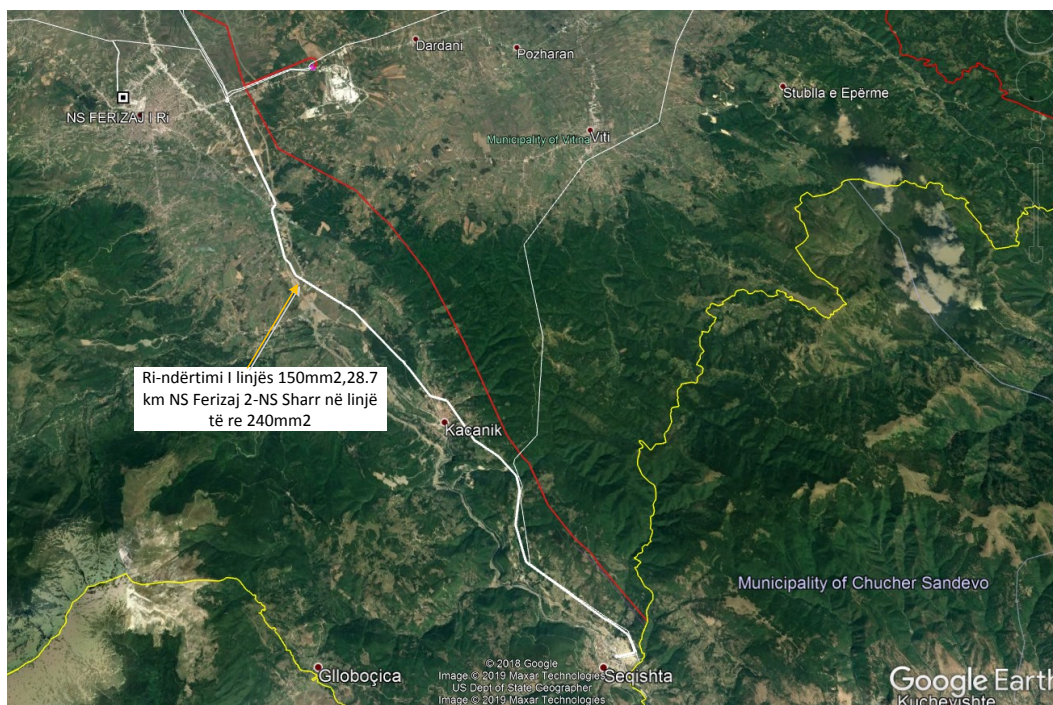 Dardani
Pozharan
Stublla e Epërme
NS FERIZAJ I Ri
Municipality of Vitina
Viti
Ri-ndërtimi I linjës 150mm2,28.7
km NS Ferizaj 2-NS Sharr në linjë
të re 240mm2
Kaçanik
Municipality of Chucher Sandevo
Glloboçica
Seqishta
© 2018 Google
Image © 2019 Maxar Technologies
US Dept of State Geographer
Image © 2019 Maxar Technologies
Google Earth
Kuchevishte